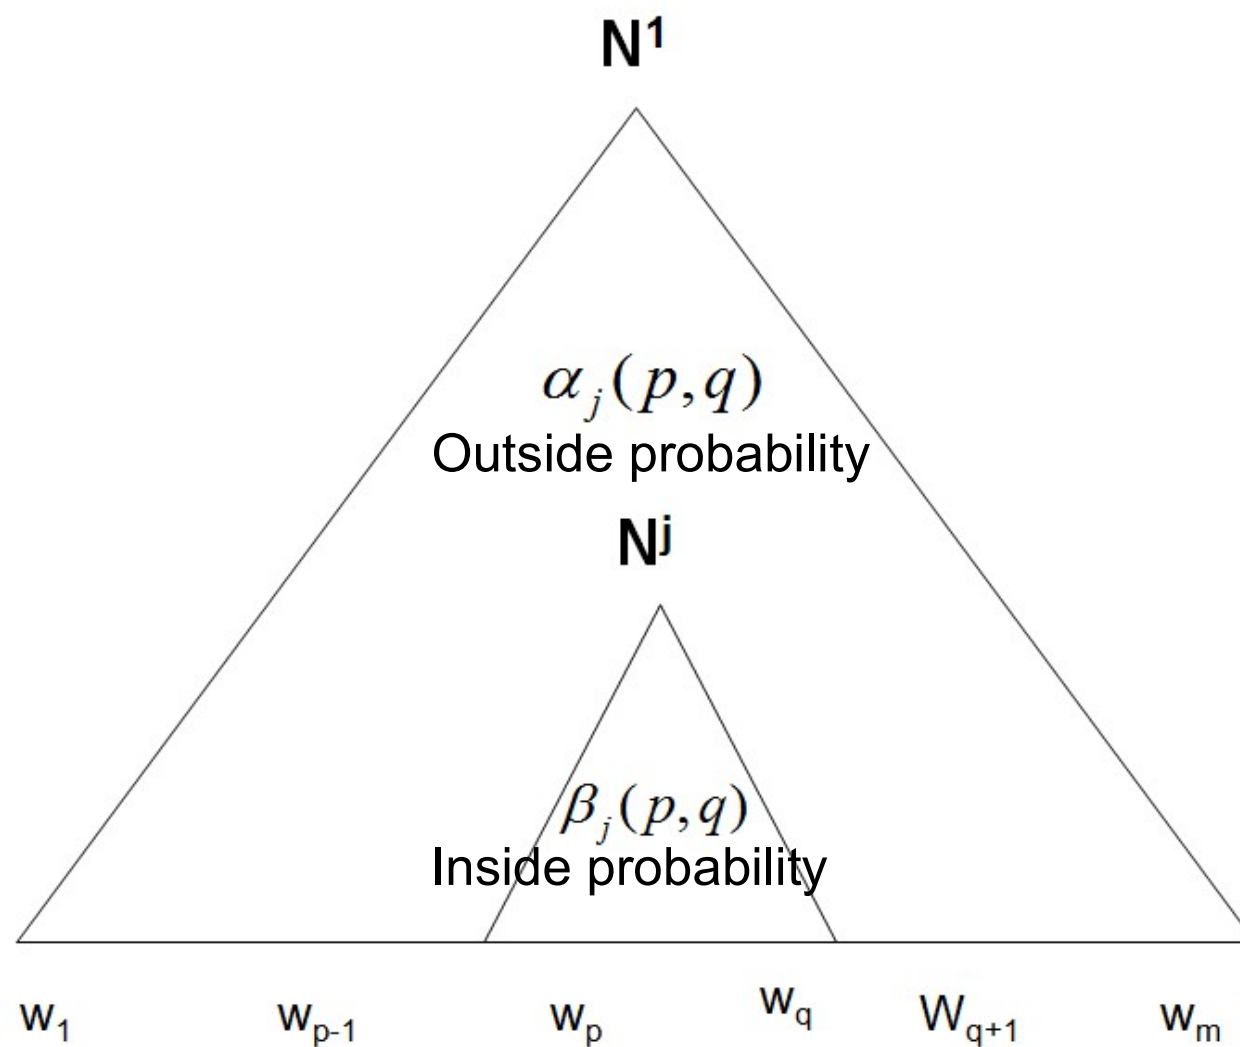 N¹
αⱼ(p,q)
Outside probability
Nʲ
βⱼ(p,q)
Inside probability
w₁ wₚ₋₁ wₚ w_q W_q+1 wₘ